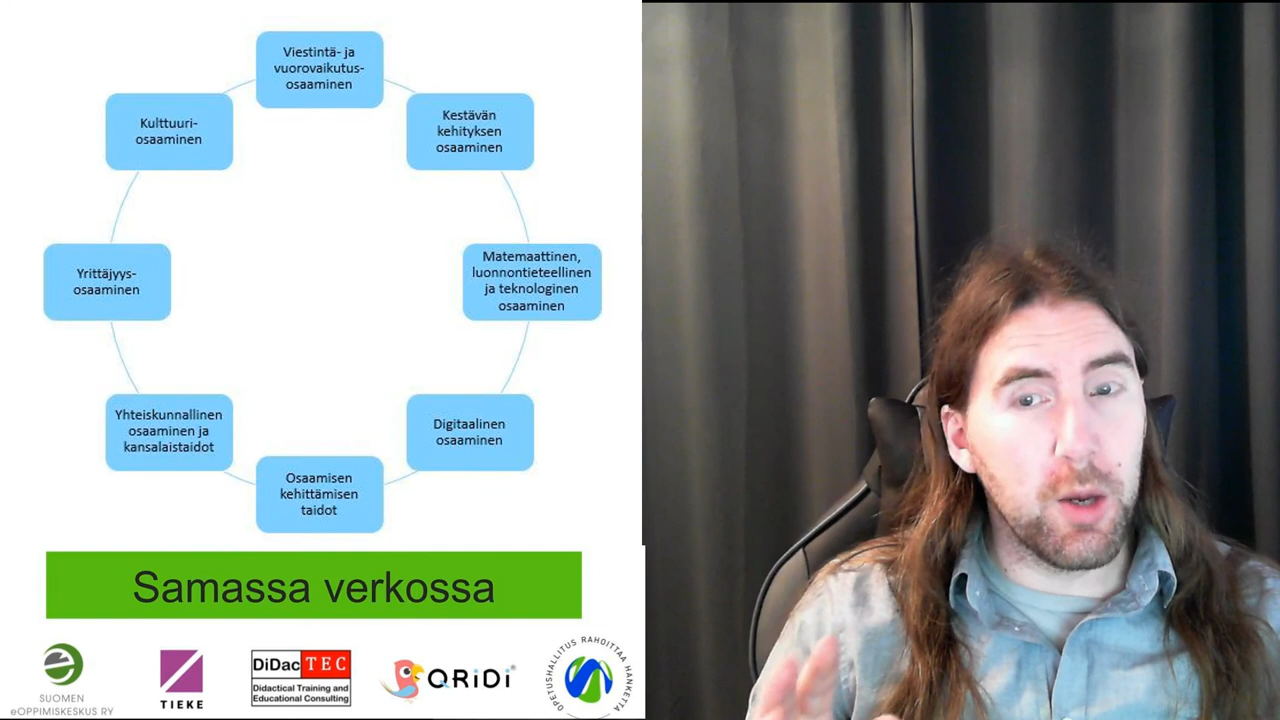 Viestintä- ja
vuorovaikutus-
osaaminen
Kestävän
kehityksen
osaaminen
Matemaattinen,
luonnontieteellinen
ja teknologinen
osaaminen
Digitaalinen
osaaminen
Osaamisen
kehittämisen
taidot
Yhteiskunnallinen
osaaminen ja
kansalaistaidot
Yrittäjyys-
osaaminen
Kulttuuri-
osaaminen
Samassa verkossa
SUOMEN
eOPPIMISKESKUS RY
TIEKE
DiDacTEC
Didactical Training and
Educational Consulting
QRiDi®
OPETUSHALLITUS RAHOITTAA HANKETTA